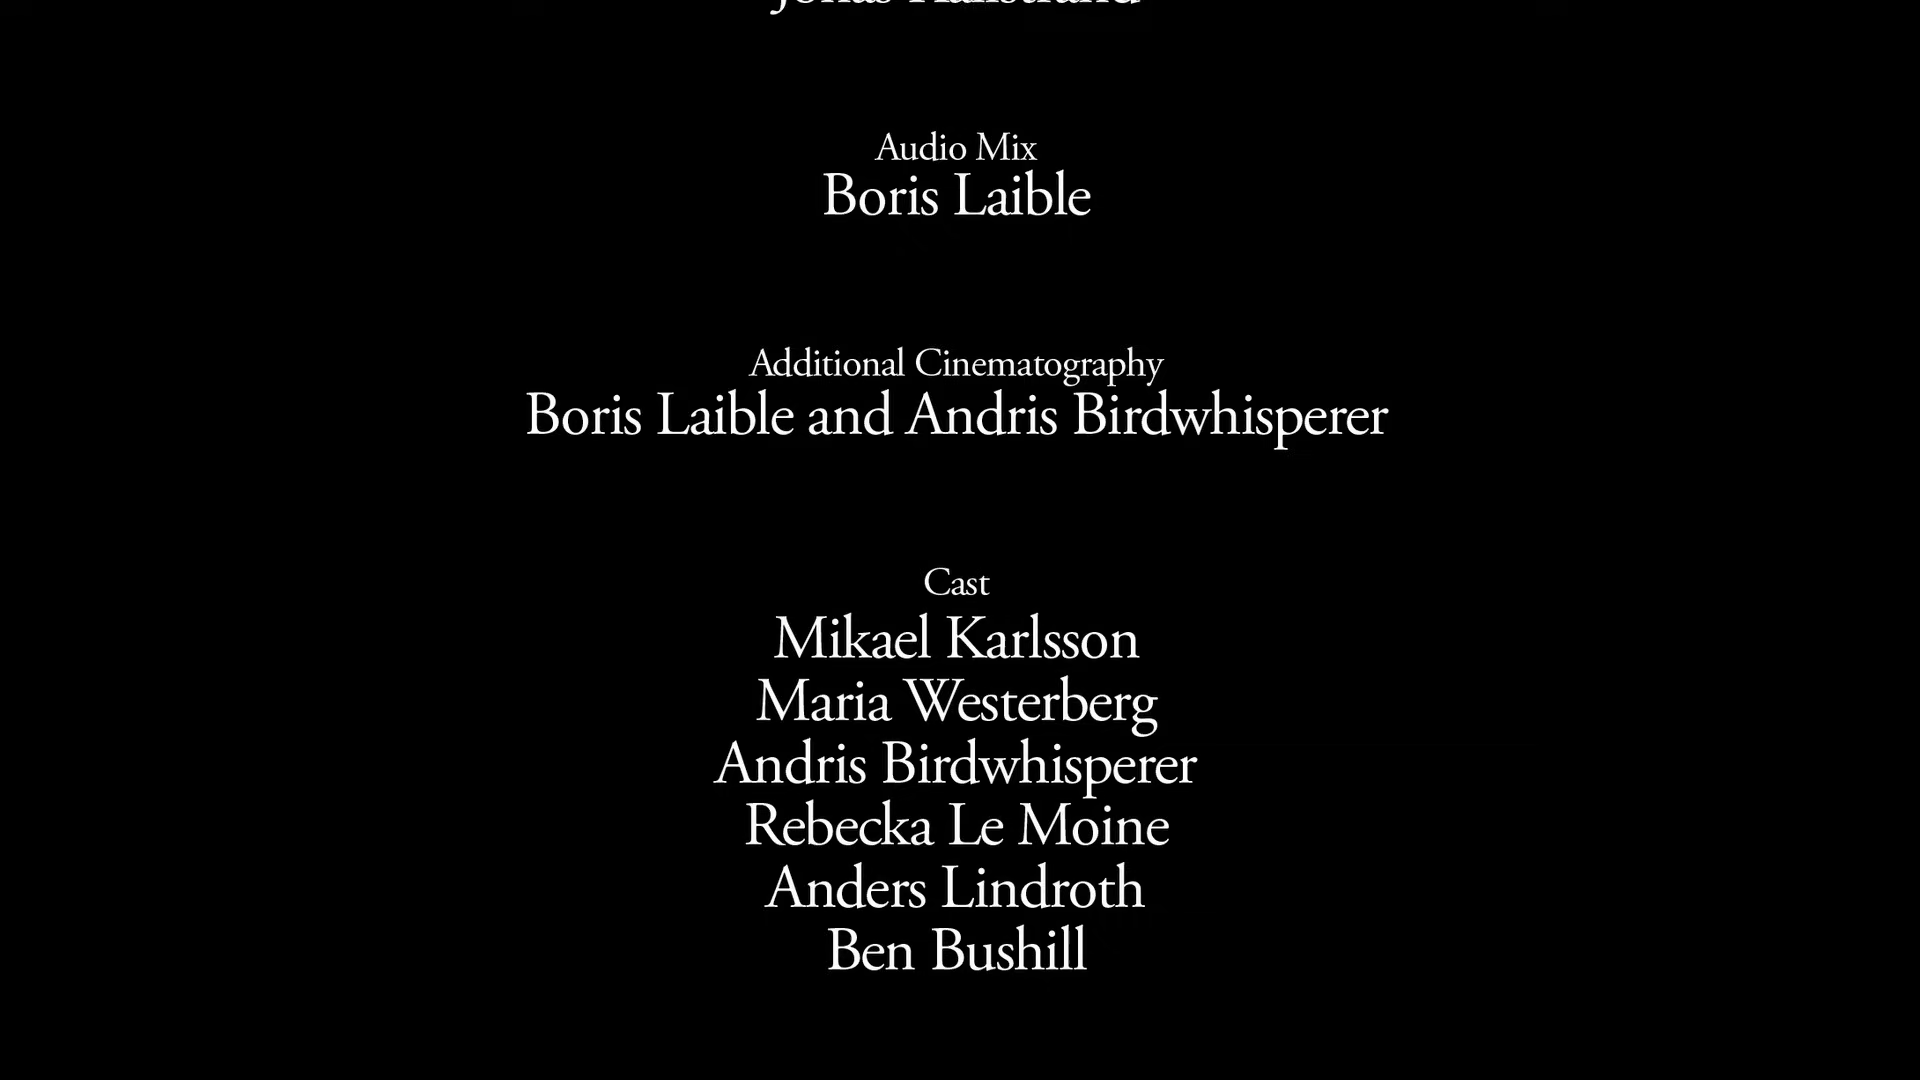 Audio Mix
Boris Laible
Additional Cinematography
Boris Laible and Andris Birdwhisperer
Cast
Mikael Karlsson
Maria Westerberg
Andris Birdwhisperer
Rebecka Le Moine
Anders Lindroth
Ben Bushill